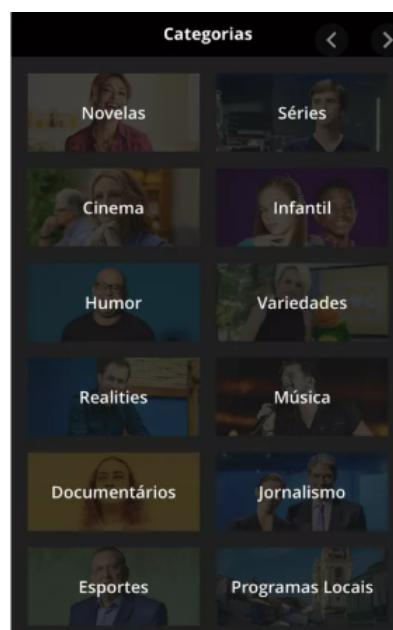 Categorias
Novelas
Séries
Cinema
Infantil
Humor
Variedades
Realities
Música
Documentários
Jornalismo
Esportes
Programas Locais